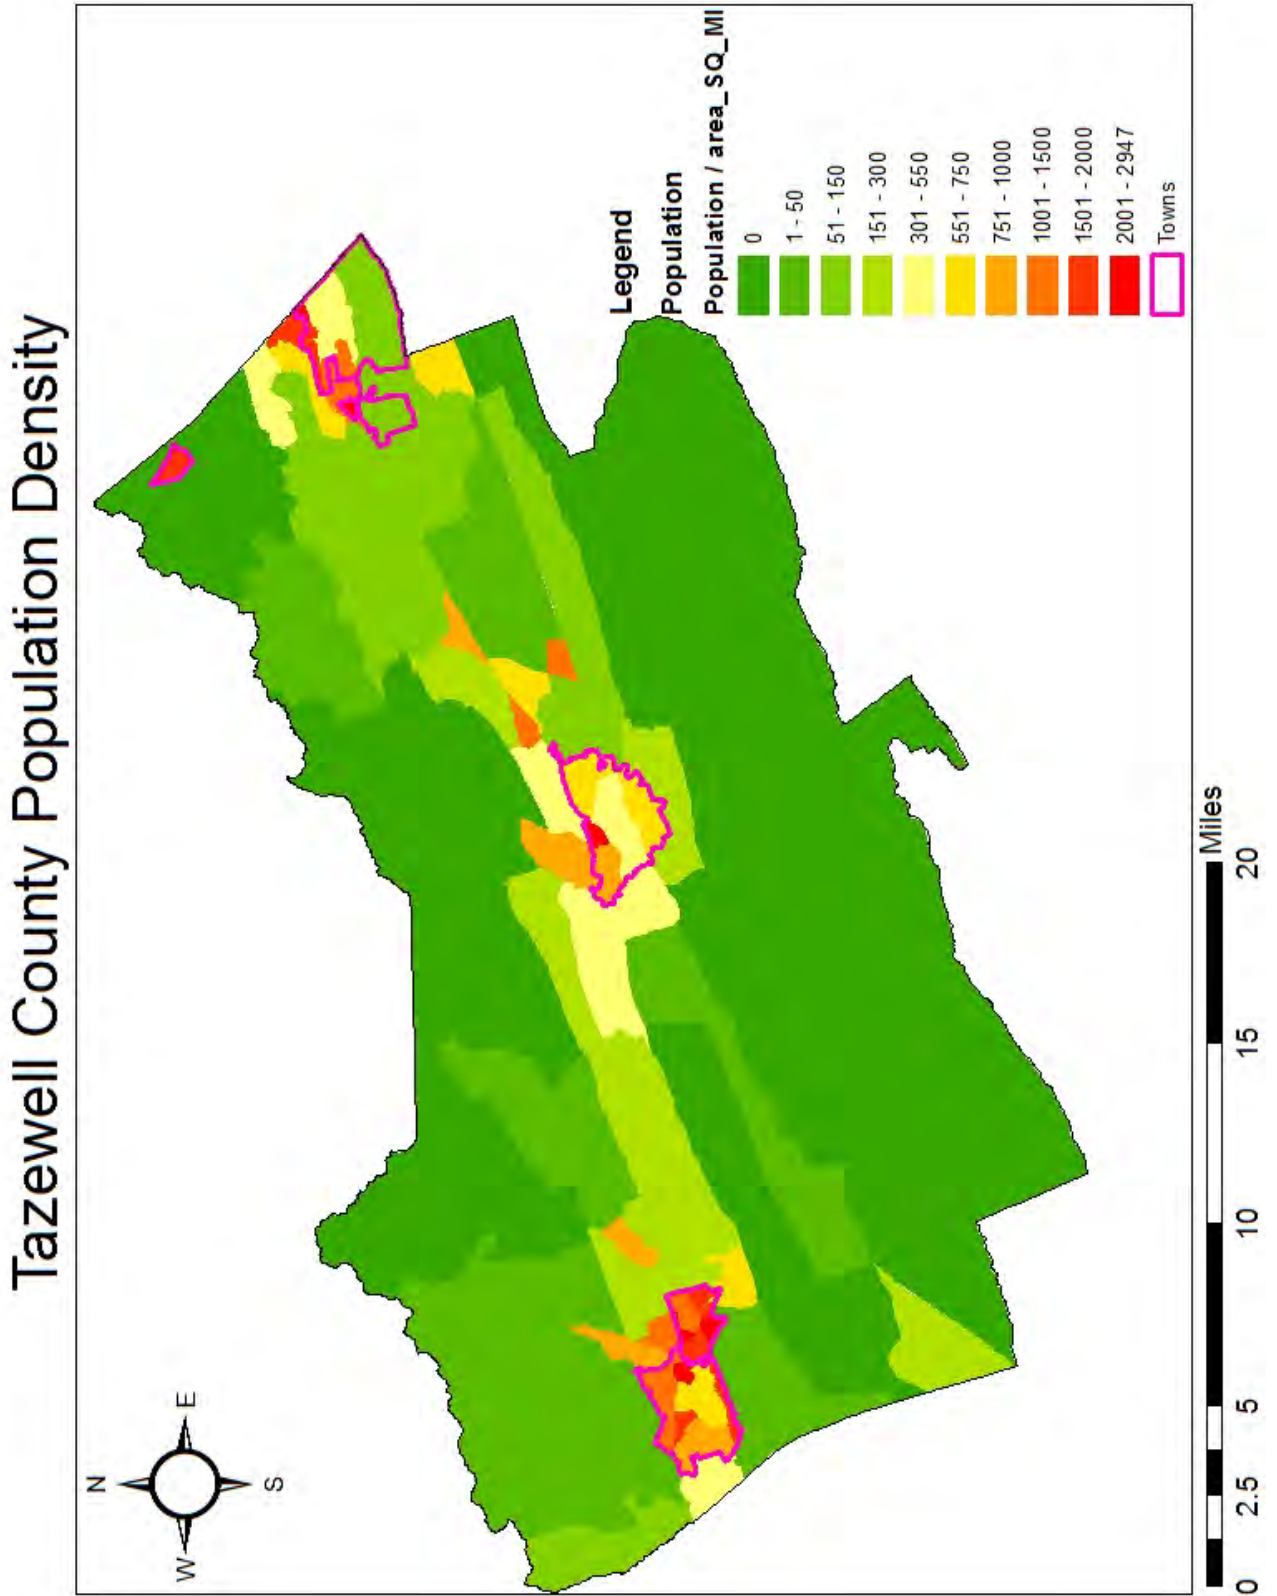 Tazewell County Population Density
N
W
E
S
Legend
Population
Population / area_SQ_MI
0
1 - 50
51 - 150
151 - 300
301 - 550
551 - 750
751 - 1000
1001 - 1500
1501 - 2000
2001 - 2947
Towns
0 2.5 5 10 15 20
Miles